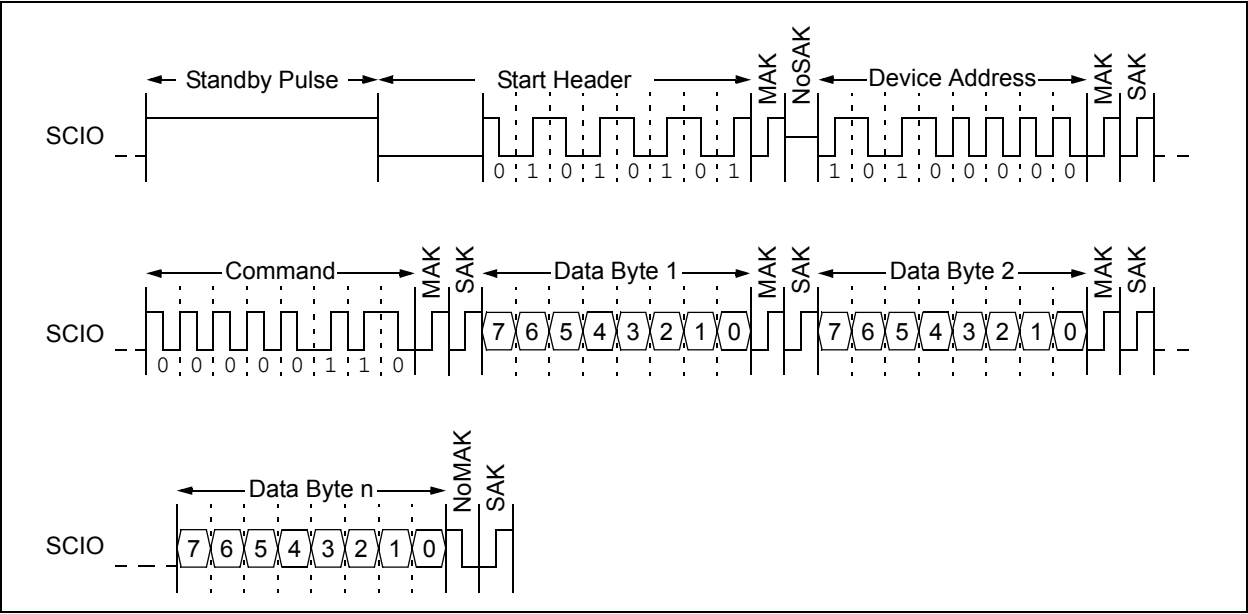 Standby Pulse Start Header MAK NoSAK Device Address MAK SAK
SCIO
0 1 0 1 0 1 0 1 1 0 1 0 0 0 0 0
Command MAK SAK Data Byte 1 MAK SAK Data Byte 2 MAK SAK
SCIO 7 6 5 4 3 2 1 0 7 6 5 4 3 2 1 0
0 0 0 0 0 1 1 0
Data Byte n NoMAK SAK
SCIO 7 6 5 4 3 2 1 0